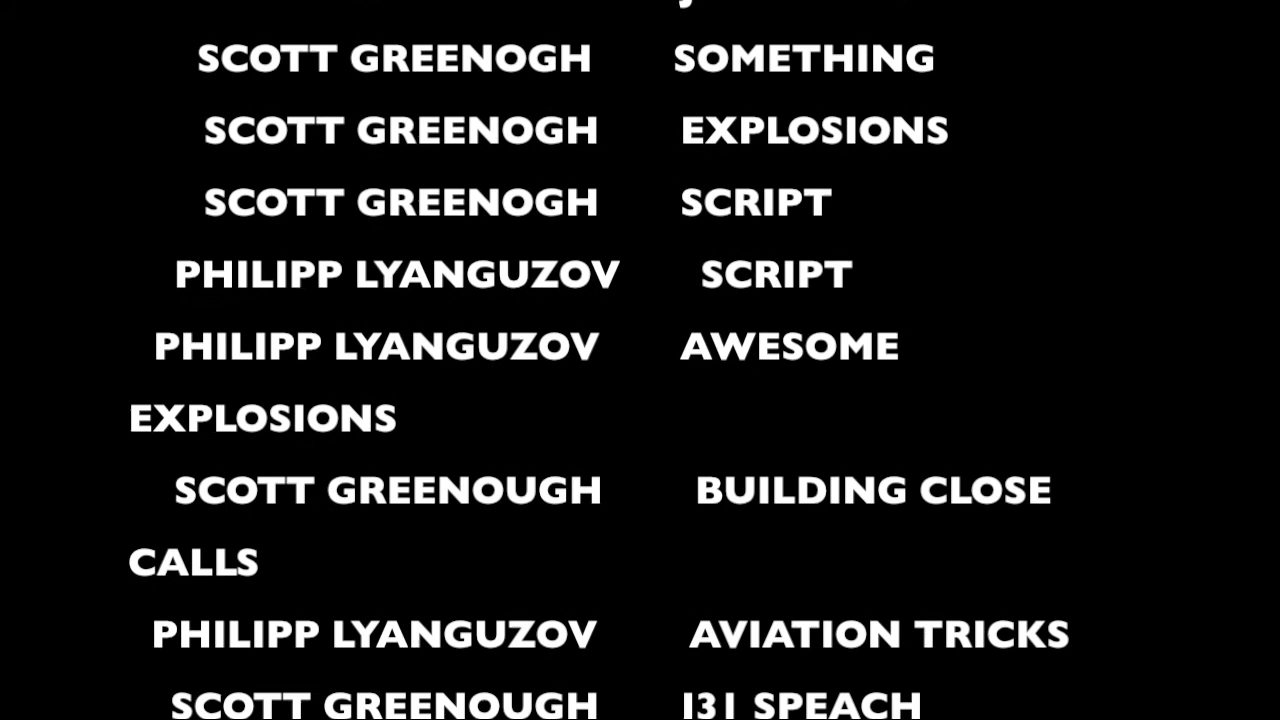 SCOTT GREENOGH SOMETHING
SCOTT GREENOGH EXPLOSIONS
SCOTT GREENOGH SCRIPT
PHILIPP LYANGUZOV SCRIPT
PHILIPP LYANGUZOV AWESOME
EXPLOSIONS
SCOTT GREENOUGH BUILDING CLOSE
CALLS
PHILIPP LYANGUZOV AVIATION TRICKS
SCOTT GREENOUGH 131 SPEACH